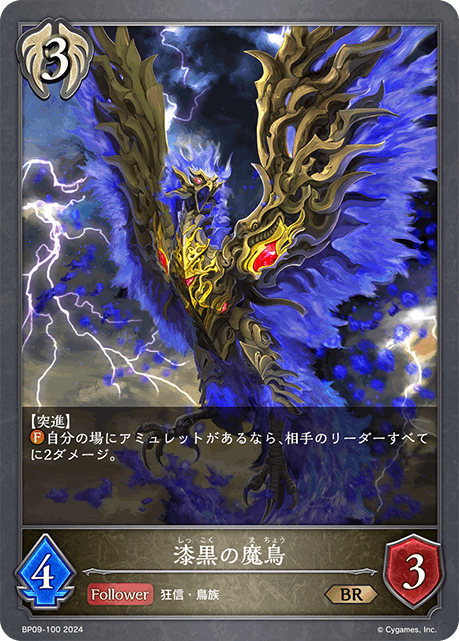 3
【突進】
F 自分の場にアミュレットがあるなら、相手のリーダーすべて
に2ダメージ。
しっこく まちょう
漆黒の魔鳥
4
Follower 狂信・鳥族
BR
3
BP09-100 2024
© Cygames, Inc.